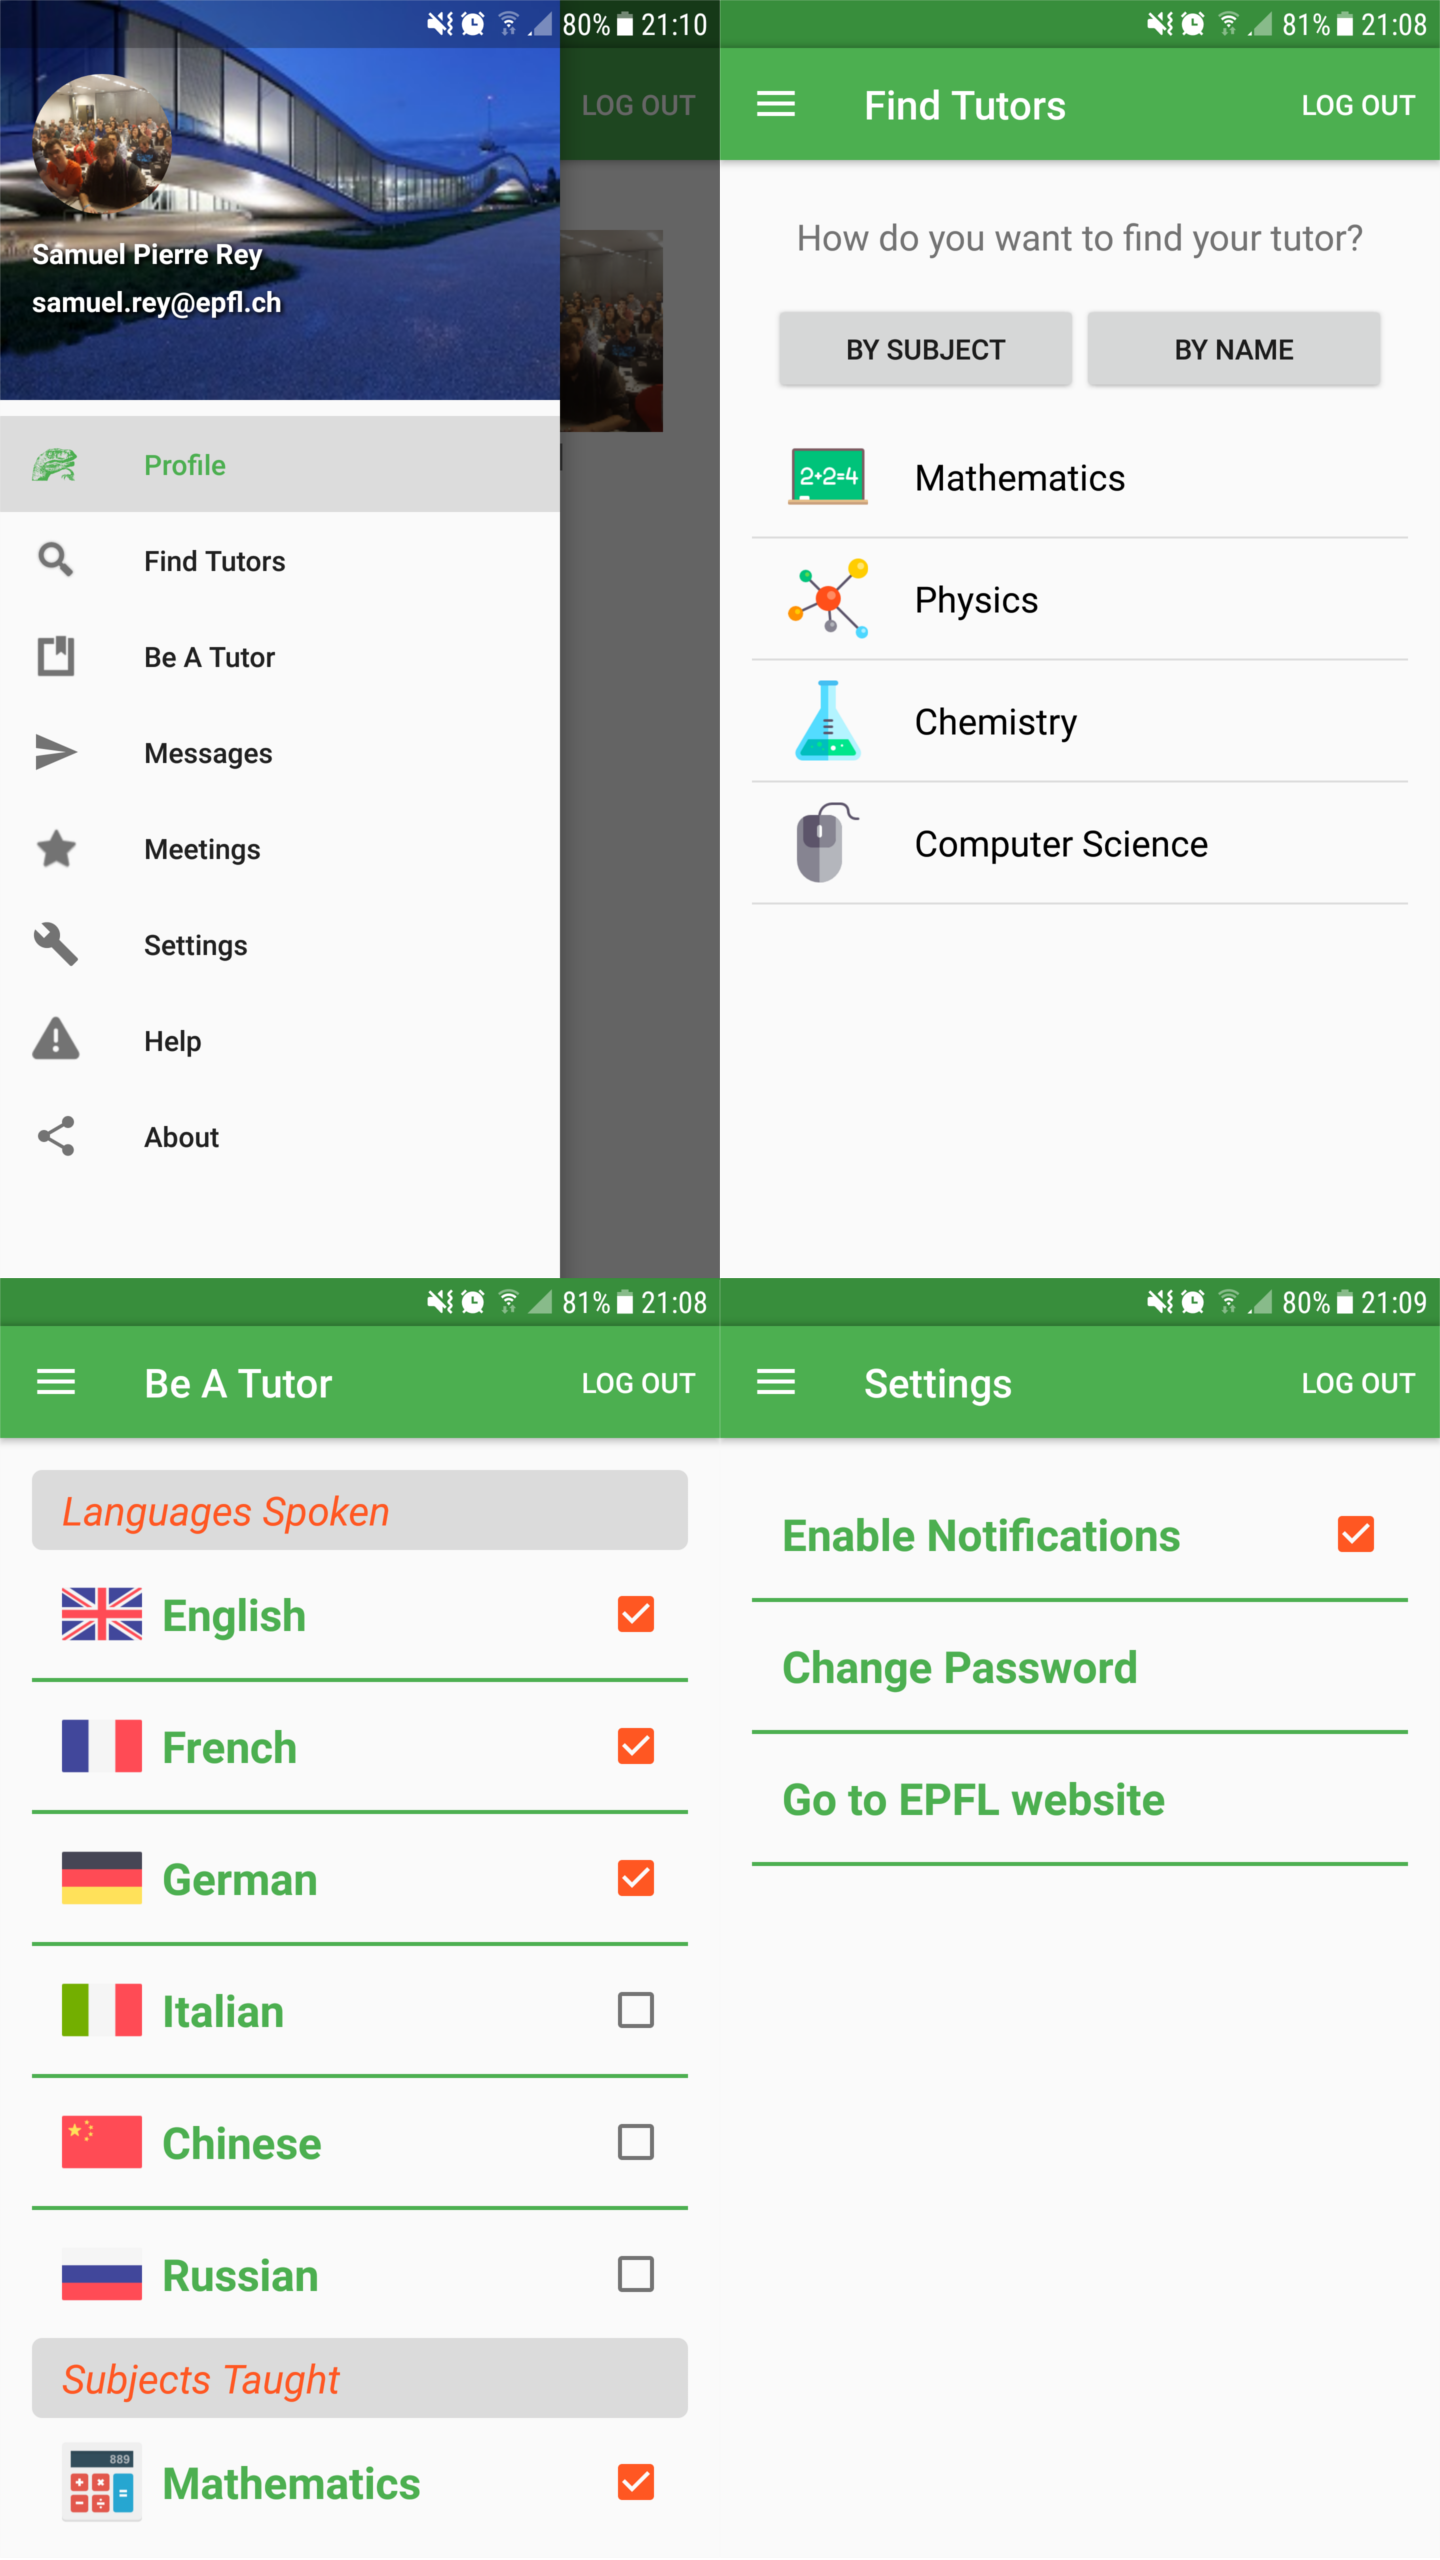 80% 21:10
LOG OUT
Samuel Pierre Rey
samuel.rey@epfl.ch
Profile
Find Tutors
Be A Tutor
Messages
Meetings
Settings
Help
About
81% 21:08
Find Tutors
LOG OUT
How do you want to find your tutor?
BY SUBJECT
BY NAME
2+2=4
Mathematics
Physics
Chemistry
Computer Science
81% 21:08
Be A Tutor
LOG OUT
Languages Spoken
English
French
German
Italian
Chinese
Russian
Subjects Taught
889
Mathematics
80% 21:09
Settings
LOG OUT
Enable Notifications
Change Password
Go to EPFL website